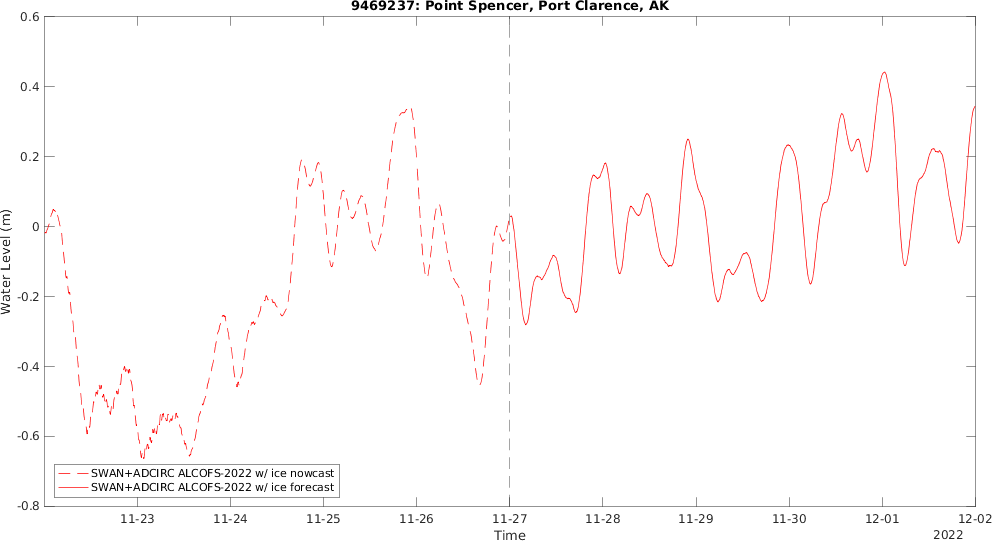 9469237: Point Spencer, Port Clarence, AK
0.6
0.4
0.2
0
-0.2
-0.4
-0.6
-0.8
Water Level (m)
SWAN+ADCIRC ALCOFS-2022 w/ ice nowcast
SWAN+ADCIRC ALCOFS-2022 w/ ice forecast
11-23 11-24 11-25 11-26 11-27 11-28 11-29 11-30 12-01 12-02
Time
2022